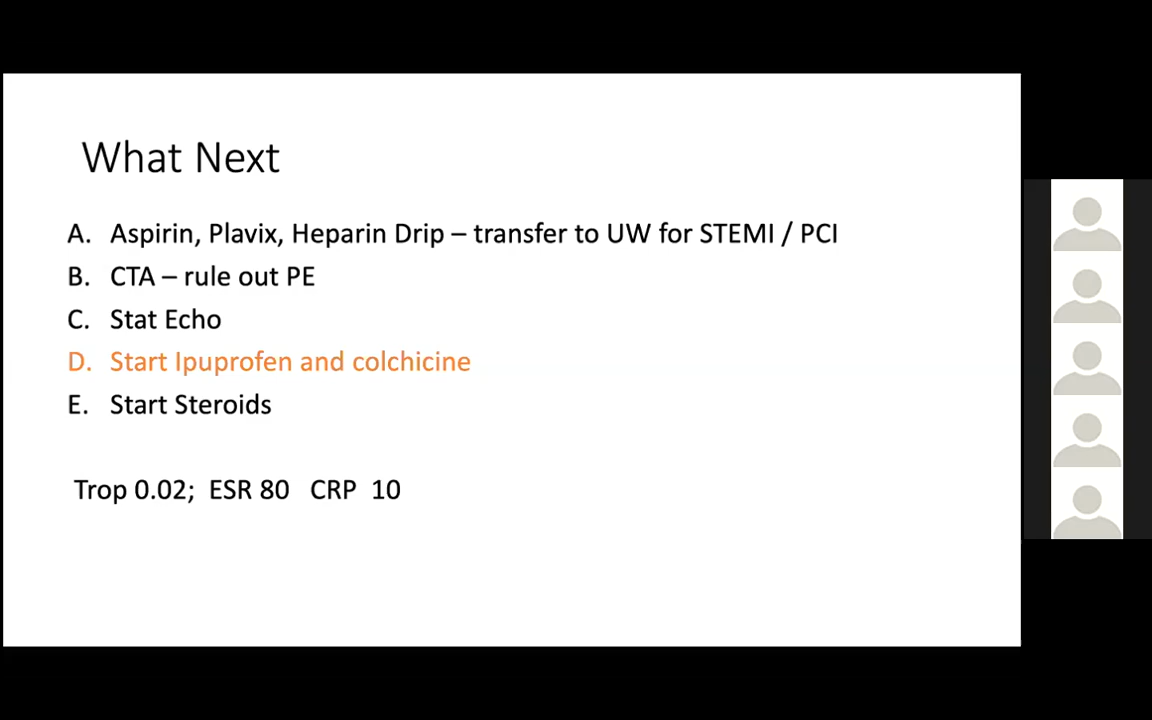 What Next
A. Aspirin, Plavix, Heparin Drip – transfer to UW for STEMI / PCI
B. CTA – rule out PE
C. Stat Echo
D. Start Ipuprofen and colchicine
E. Start Steroids
Trop 0.02; ESR 80 CRP 10